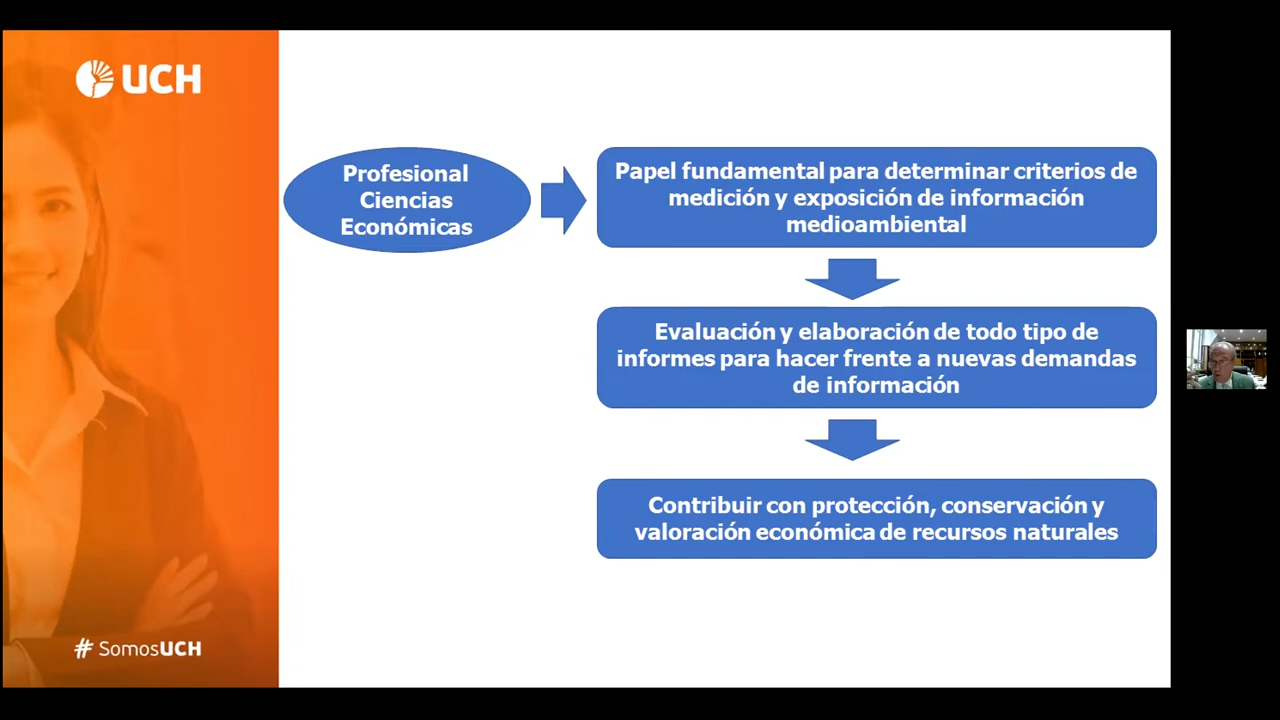 UCH
Profesional
Ciencias
Económicas
Papel fundamental para determinar criterios de
medición y exposición de información
medioambiental
Evaluación y elaboración de todo tipo de
informes para hacer frente a nuevas demandas
de información
Contribuir con protección, conservación y
valoración económica de recursos naturales
# SomosUCH